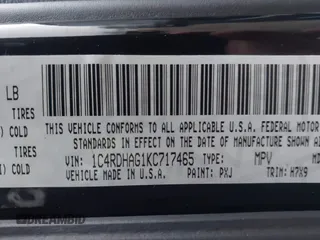 LB
TIRES
) COLD
TIRES
) COLD
THIS VEHICLE CONFORMS TO ALL APPLICABLE U.S.A. FEDERAL MOTOR
STANDARDS IN EFFECT ON THE DATE OF MANUFACTURE SHOWN A
VIN: 1C4RDHAG1KC717465 TYPE: MPV
VEHICLE MADE IN U.S.A. PAINT: PXJ TRIM: H7X9
DREAMBID